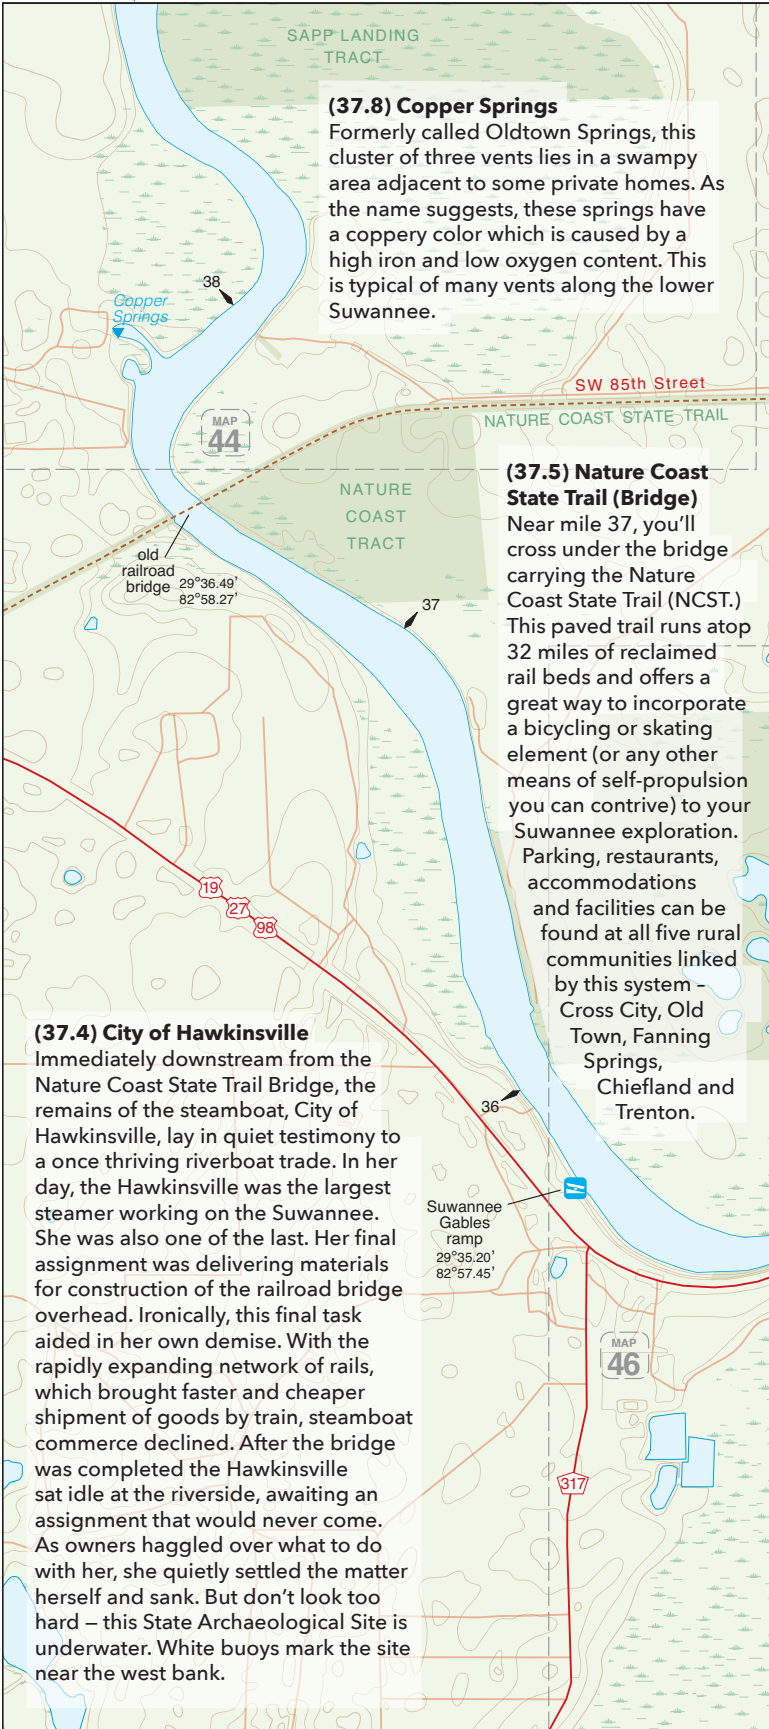 SAPP LANDING
TRACT
(37.8) Copper Springs
Formerly called Oldtown Springs, this
cluster of three vents lies in a swampy
area adjacent to some private homes. As
the name suggests, these springs have
a coppery color which is caused by a
high iron and low oxygen content. This
is typical of many vents along the lower
Suwannee.
38
Copper
Springs
SW 85th Street
NATURE COAST STATE TRAIL
MAP
44
NATURE
COAST
TRACT
(37.5) Nature Coast
State Trail (Bridge)
Near mile 37, you’ll
cross under the bridge
carrying the Nature
Coast State Trail (NCST.)
This paved trail runs atop
32 miles of reclaimed
rail beds and offers a
great way to incorporate
a bicycling or skating
element (or any other
means of self-propulsion
you can contrive) to your
Suwannee exploration.
Parking, restaurants,
accommodations
and facilities can be
found at all five rural
communities linked
by this system –
Cross City, Old
Town, Fanning
Springs,
Chiefland and
Trenton.
old
railroad
bridge
29°36.49’
82°58.27’
37
19
27
98
(37.4) City of Hawkinsville
Immediately downstream from the
Nature Coast State Trail Bridge, the
remains of the steamboat, City of
Hawkinsville, lay in quiet testimony to
a once thriving riverboat trade. In her
day, the Hawkinsville was the largest
steamer working on the Suwannee.
She was also one of the last. Her final
assignment was delivering materials
for construction of the railroad bridge
overhead. Ironically, this final task
aided in her own demise. With the
rapidly expanding network of rails,
which brought faster and cheaper
shipment of goods by train, steamboat
commerce declined. After the bridge
was completed the Hawkinsville
sat idle at the riverside, awaiting an
assignment that would never come.
As owners haggled over what to do
with her, she quietly settled the matter
herself and sank. But don’t look too
hard – this State Archaeological Site is
underwater. White buoys mark the site
near the west bank.
36
Suwannee
Gables
ramp
29°35.20’
82°57.45’
MAP
46
317